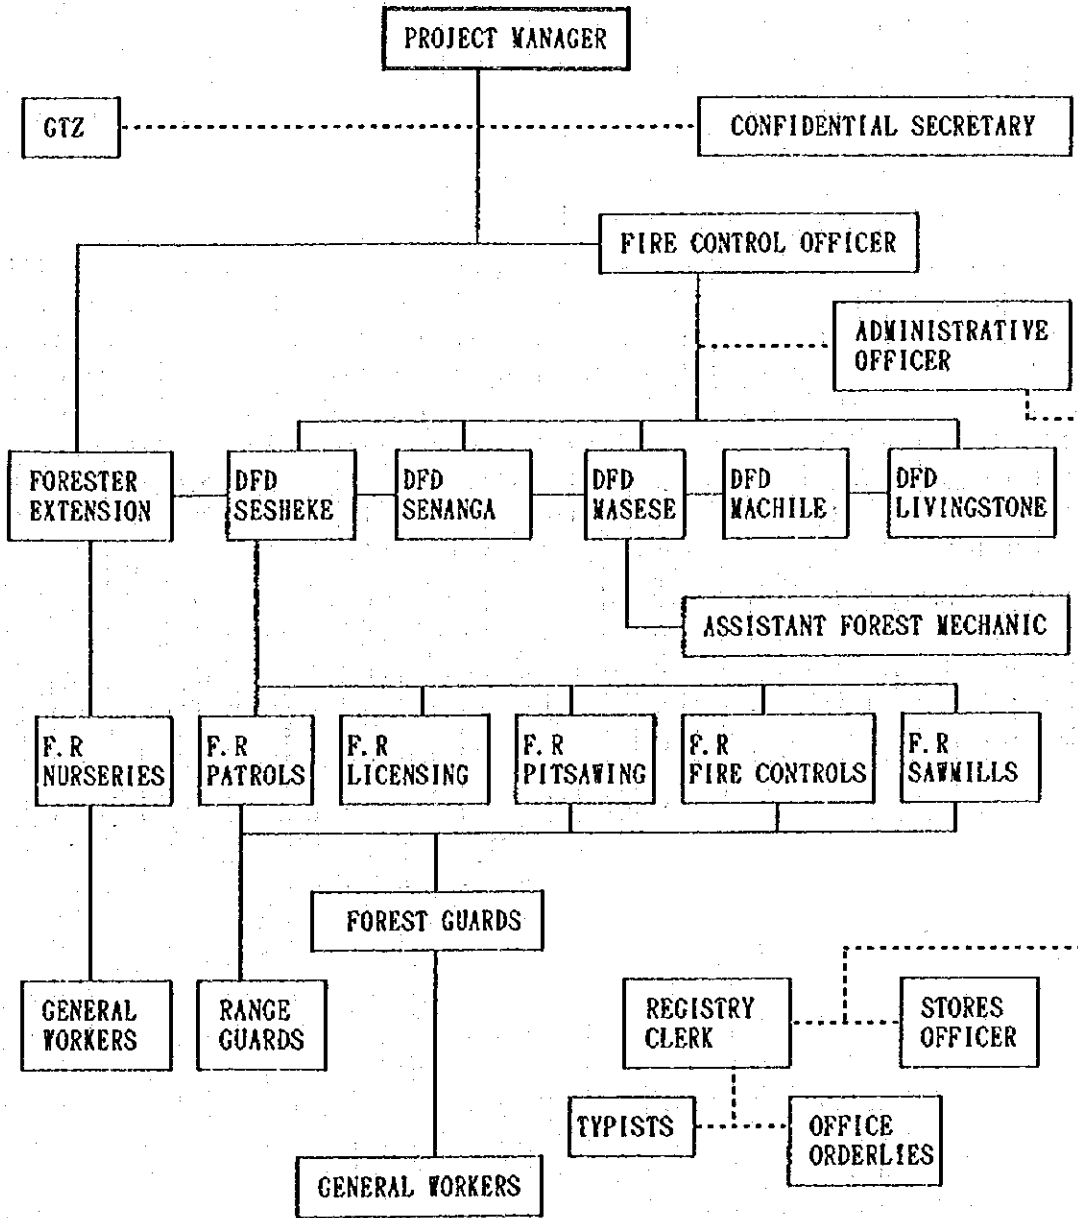 PROJECT MANAGER
GTZ
CONFIDENTIAL SECRETARY
FIRE CONTROL OFFICER
ADMINISTRATIVE
OFFICER
FORESTER
EXTENSION
DFD
SESHEKE
DFD
SENANGA
DFD
MASESE
DFD
MACHILE
DFD
LIVINGSTONE
ASSISTANT FOREST MECHANIC
F.R
NURSERIES
F.R
PATROLS
F.R
LICENSING
F.R
PITSAWING
F.R
FIRE CONTROLS
F.R
SAWMILLS
FOREST GUARDS
GENERAL
WORKERS
RANGE
GUARDS
REGISTRY
CLERK
STORES
OFFICER
TYPISTS
OFFICE
ORDERLIES
GENERAL WORKERS